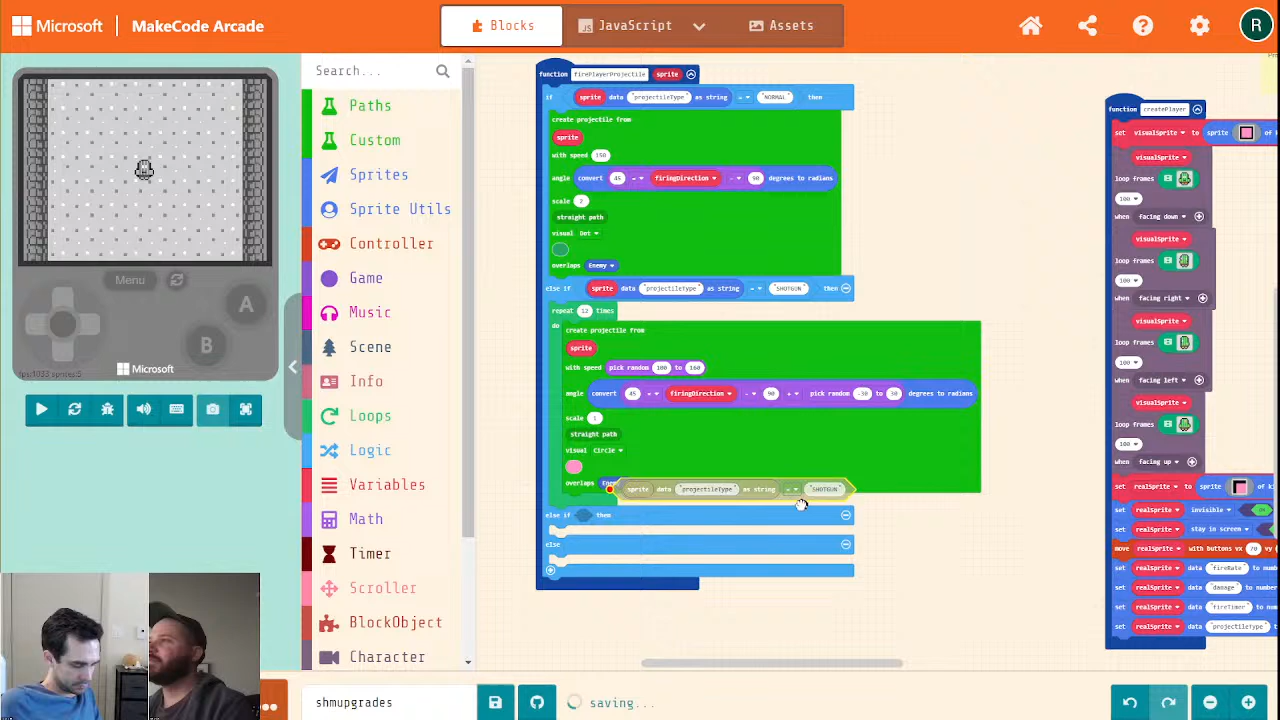 Microsoft MakeCode Arcade
Blocks
JavaScript
Assets
R
Search...
Paths
Custom
Sprites
Sprite Utils
Controller
Game
Music
Scene
Info
Loops
Logic
Variables
Math
Timer
Scroller
BlockObject
Character
Menu
A
B
Microsoft
function firePlayerProjectile sprite
if sprite data "projectileType" as string = "NORMAL" then
create projectile from
sprite
with speed 150
angle convert 45 firingDirection - 90 degrees to radians
scale 2
straight path
visual Dot
overlaps Enemy
else if sprite data "projectileType" as string = "SHOTGUN" then
repeat 12 times
do create projectile from
sprite
with speed pick random 100 to 160
angle convert 45 firingDirection - 90 + pick random -30 to 30 degrees to radians
scale 1
straight path
visual Circle
overlaps
sprite data "projectileType" as string = "SHOTGUN"
else if then
else
function createPlayer
set visualSprite to sprite of
visualSprite
loop frames
100
when facing down
visualSprite
loop frames
100
when facing right
visualSprite
loop frames
100
when facing left
visualSprite
loop frames
100
when facing up
set realSprite to sprite of
set realSprite invisible
set realSprite stay in screen
move realSprite with buttons vx 70
set realSprite data "fireRate" to
set realSprite data "damage" to number
set realSprite data "fireTimer" to
set realSprite data "projectileType"
shmupgrades
saving...